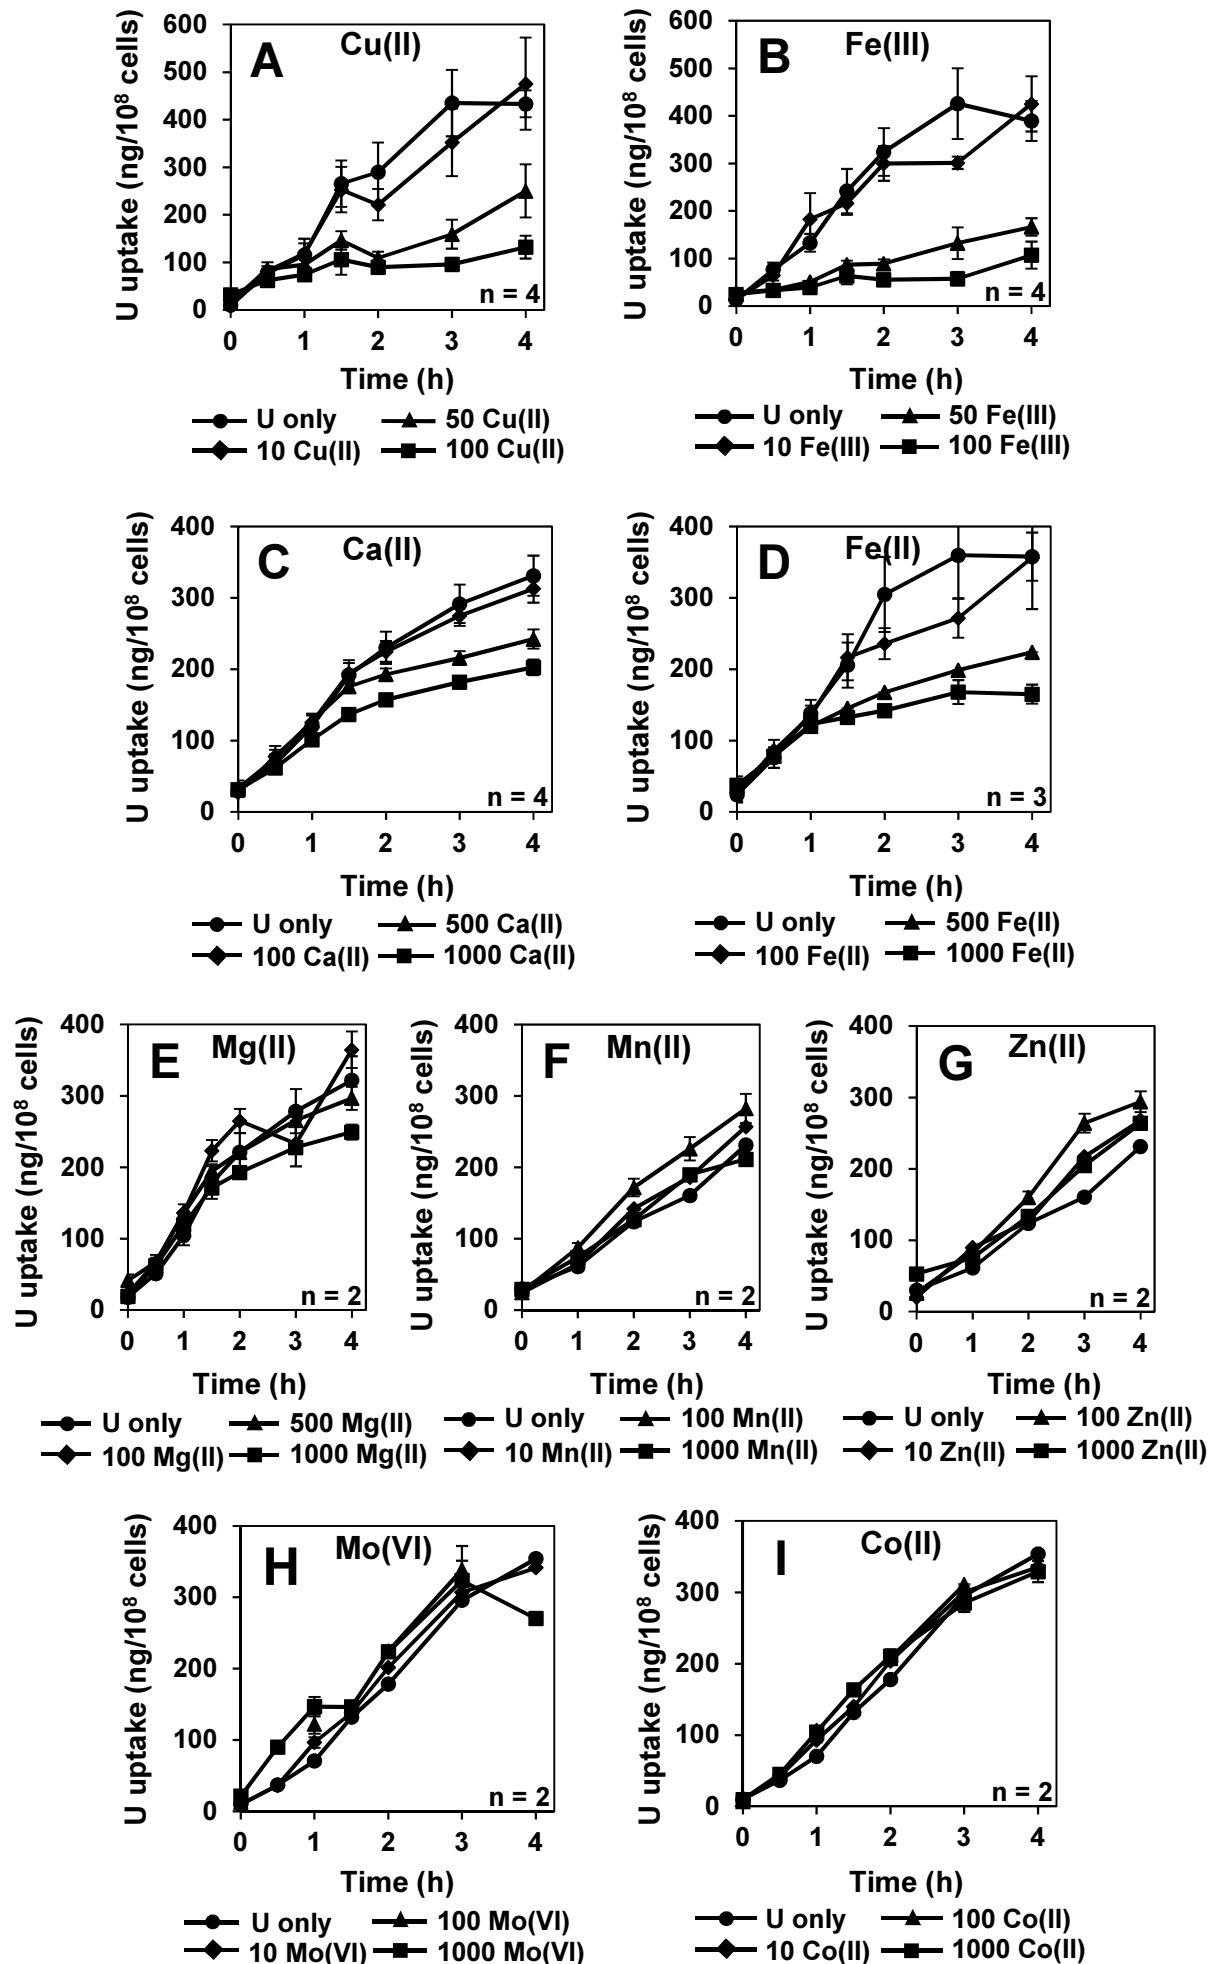 A Cu(II)
U uptake (ng/10⁸ cells)
600
500
400
300
200
100
0
n = 4
0 1 2 3 4
Time (h)
U only 50 Cu(II)
10 Cu(II) 100 Cu(II)
B Fe(III)
U uptake (ng/10⁸ cells)
600
500
400
300
200
100
0
n = 4
0 1 2 3 4
Time (h)
U only 50 Fe(III)
10 Fe(III) 100 Fe(III)
C Ca(II)
U uptake (ng/10⁸ cells)
400
300
200
100
0
n = 4
0 1 2 3 4
Time (h)
U only 500 Ca(II)
100 Ca(II) 1000 Ca(II)
D Fe(II)
U uptake (ng/10⁸ cells)
400
300
200
100
0
n = 3
0 1 2 3 4
Time (h)
U only 500 Fe(II)
100 Fe(II) 1000 Fe(II)
E Mg(II)
U uptake (ng/10⁸ cells)
400
300
200
100
0
n = 2
0 1 2 3 4
Time (h)
U only 500 Mg(II)
100 Mg(II) 1000 Mg(II)
F Mn(II)
U uptake (ng/10⁸ cells)
400
300
200
100
0
n = 2
0 1 2 3 4
Time (h)
U only 100 Mn(II)
10 Mn(II) 1000 Mn(II)
G Zn(II)
U uptake (ng/10⁸ cells)
400
300
200
100
0
n = 2
0 1 2 3 4
Time (h)
U only 100 Zn(II)
10 Zn(II) 1000 Zn(II)
H Mo(VI)
U uptake (ng/10⁸ cells)
400
300
200
100
0
n = 2
0 1 2 3 4
Time (h)
U only 100 Mo(VI)
10 Mo(VI) 1000 Mo(VI)
I Co(II)
U uptake (ng/10⁸ cells)
400
300
200
100
0
n = 2
0 1 2 3 4
Time (h)
U only 100 Co(II)
10 Co(II) 1000 Co(II)